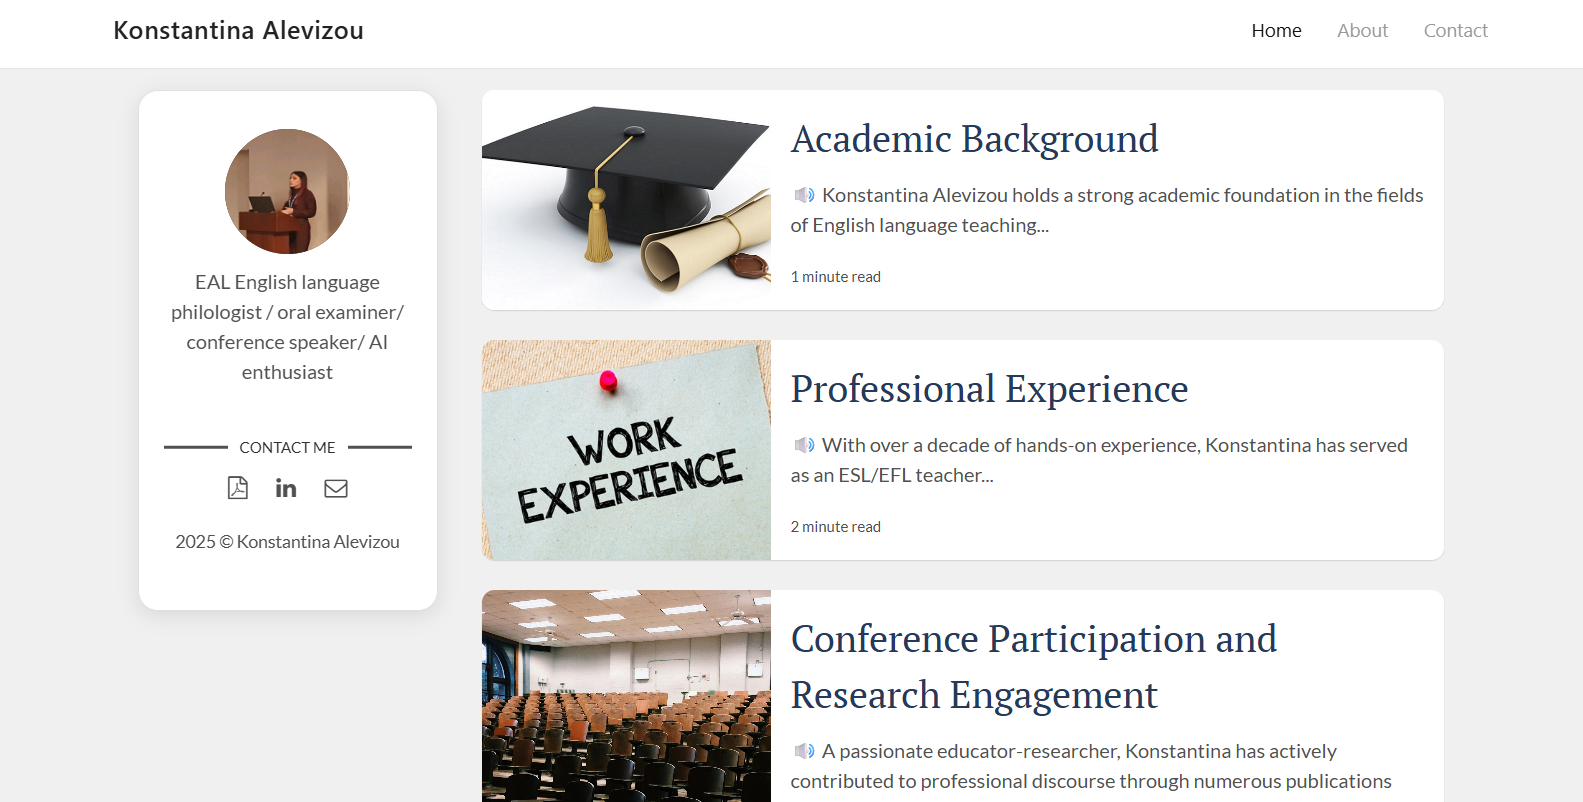 Konstantina Alevizou
Home About Contact
EAL English language
philologist / oral examiner/
conference speaker/ AI
enthusiast
CONTACT ME
2025 © Konstantina Alevizou
Academic Background
Konstantina Alevizou holds a strong academic foundation in the fields
of English language teaching...
1 minute read
WORK
EXPERIENCE
Professional Experience
With over a decade of hands-on experience, Konstantina has served
as an ESL/EFL teacher...
2 minute read
Conference Participation and
Research Engagement
A passionate educator-researcher, Konstantina has actively
contributed to professional discourse through numerous publications